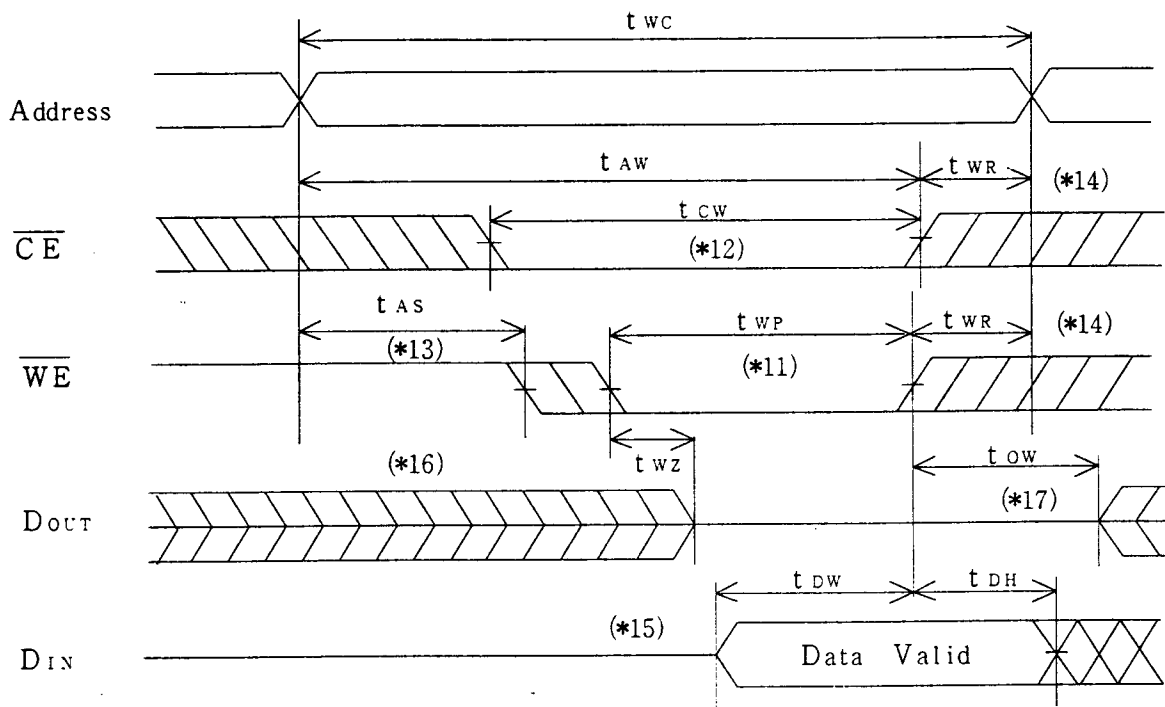 t WC
Address
t AW
t WR
(*14)
t CW
CE
(*12)
t AS
t WP
t WR
(*14)
(*13)
(*11)
WE
t WZ
t OW
(*16)
(*17)
DOUT
t DW
t DH
(*15)
DIN
Data Valid